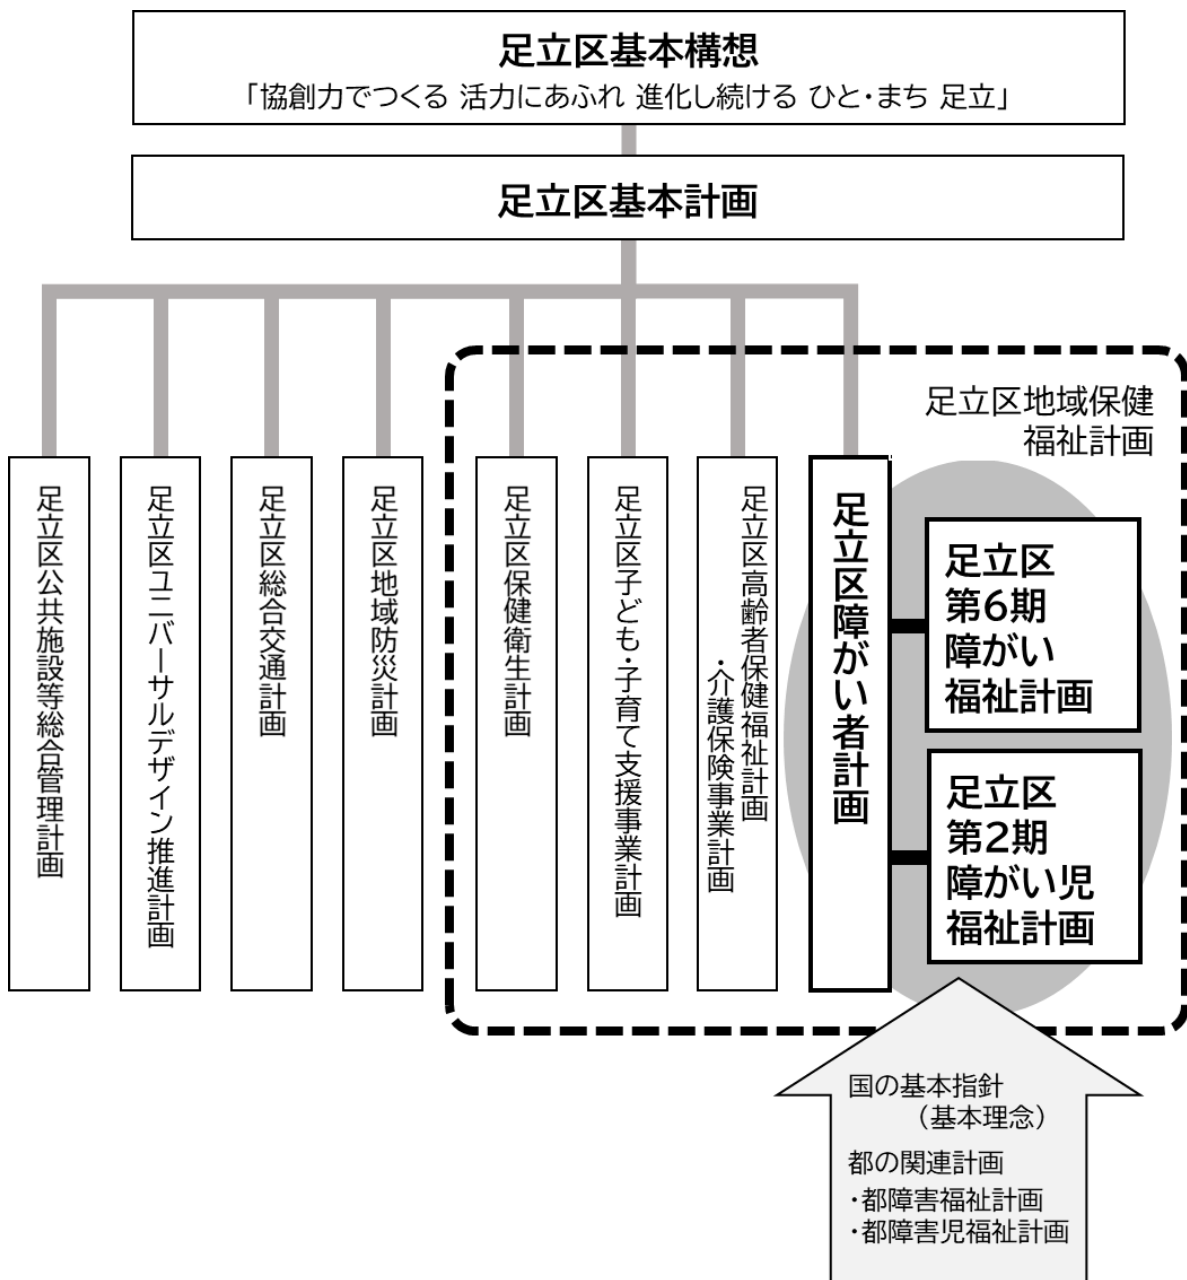 足立区基本構想
「協創力でつくる 活力にあふれ 進化し続ける ひと・まち 足立」
足立区基本計画
足立区地域保健
福祉計画
足立区公共施設等総合管理計画
足立区ユニバーサルデザイン推進計画
足立区総合交通計画
足立区地域防災計画
足立区保健衛生計画
足立区子ども・子育て支援事業計画
足立区高齢者保健福祉計画
・介護保険事業計画
足立区障がい者計画
足立区
第6期
障がい
福祉計画
足立区
第2期
障がい児
福祉計画
国の基本指針
（基本理念）
都の関連計画
・都障害福祉計画
・都障害児福祉計画